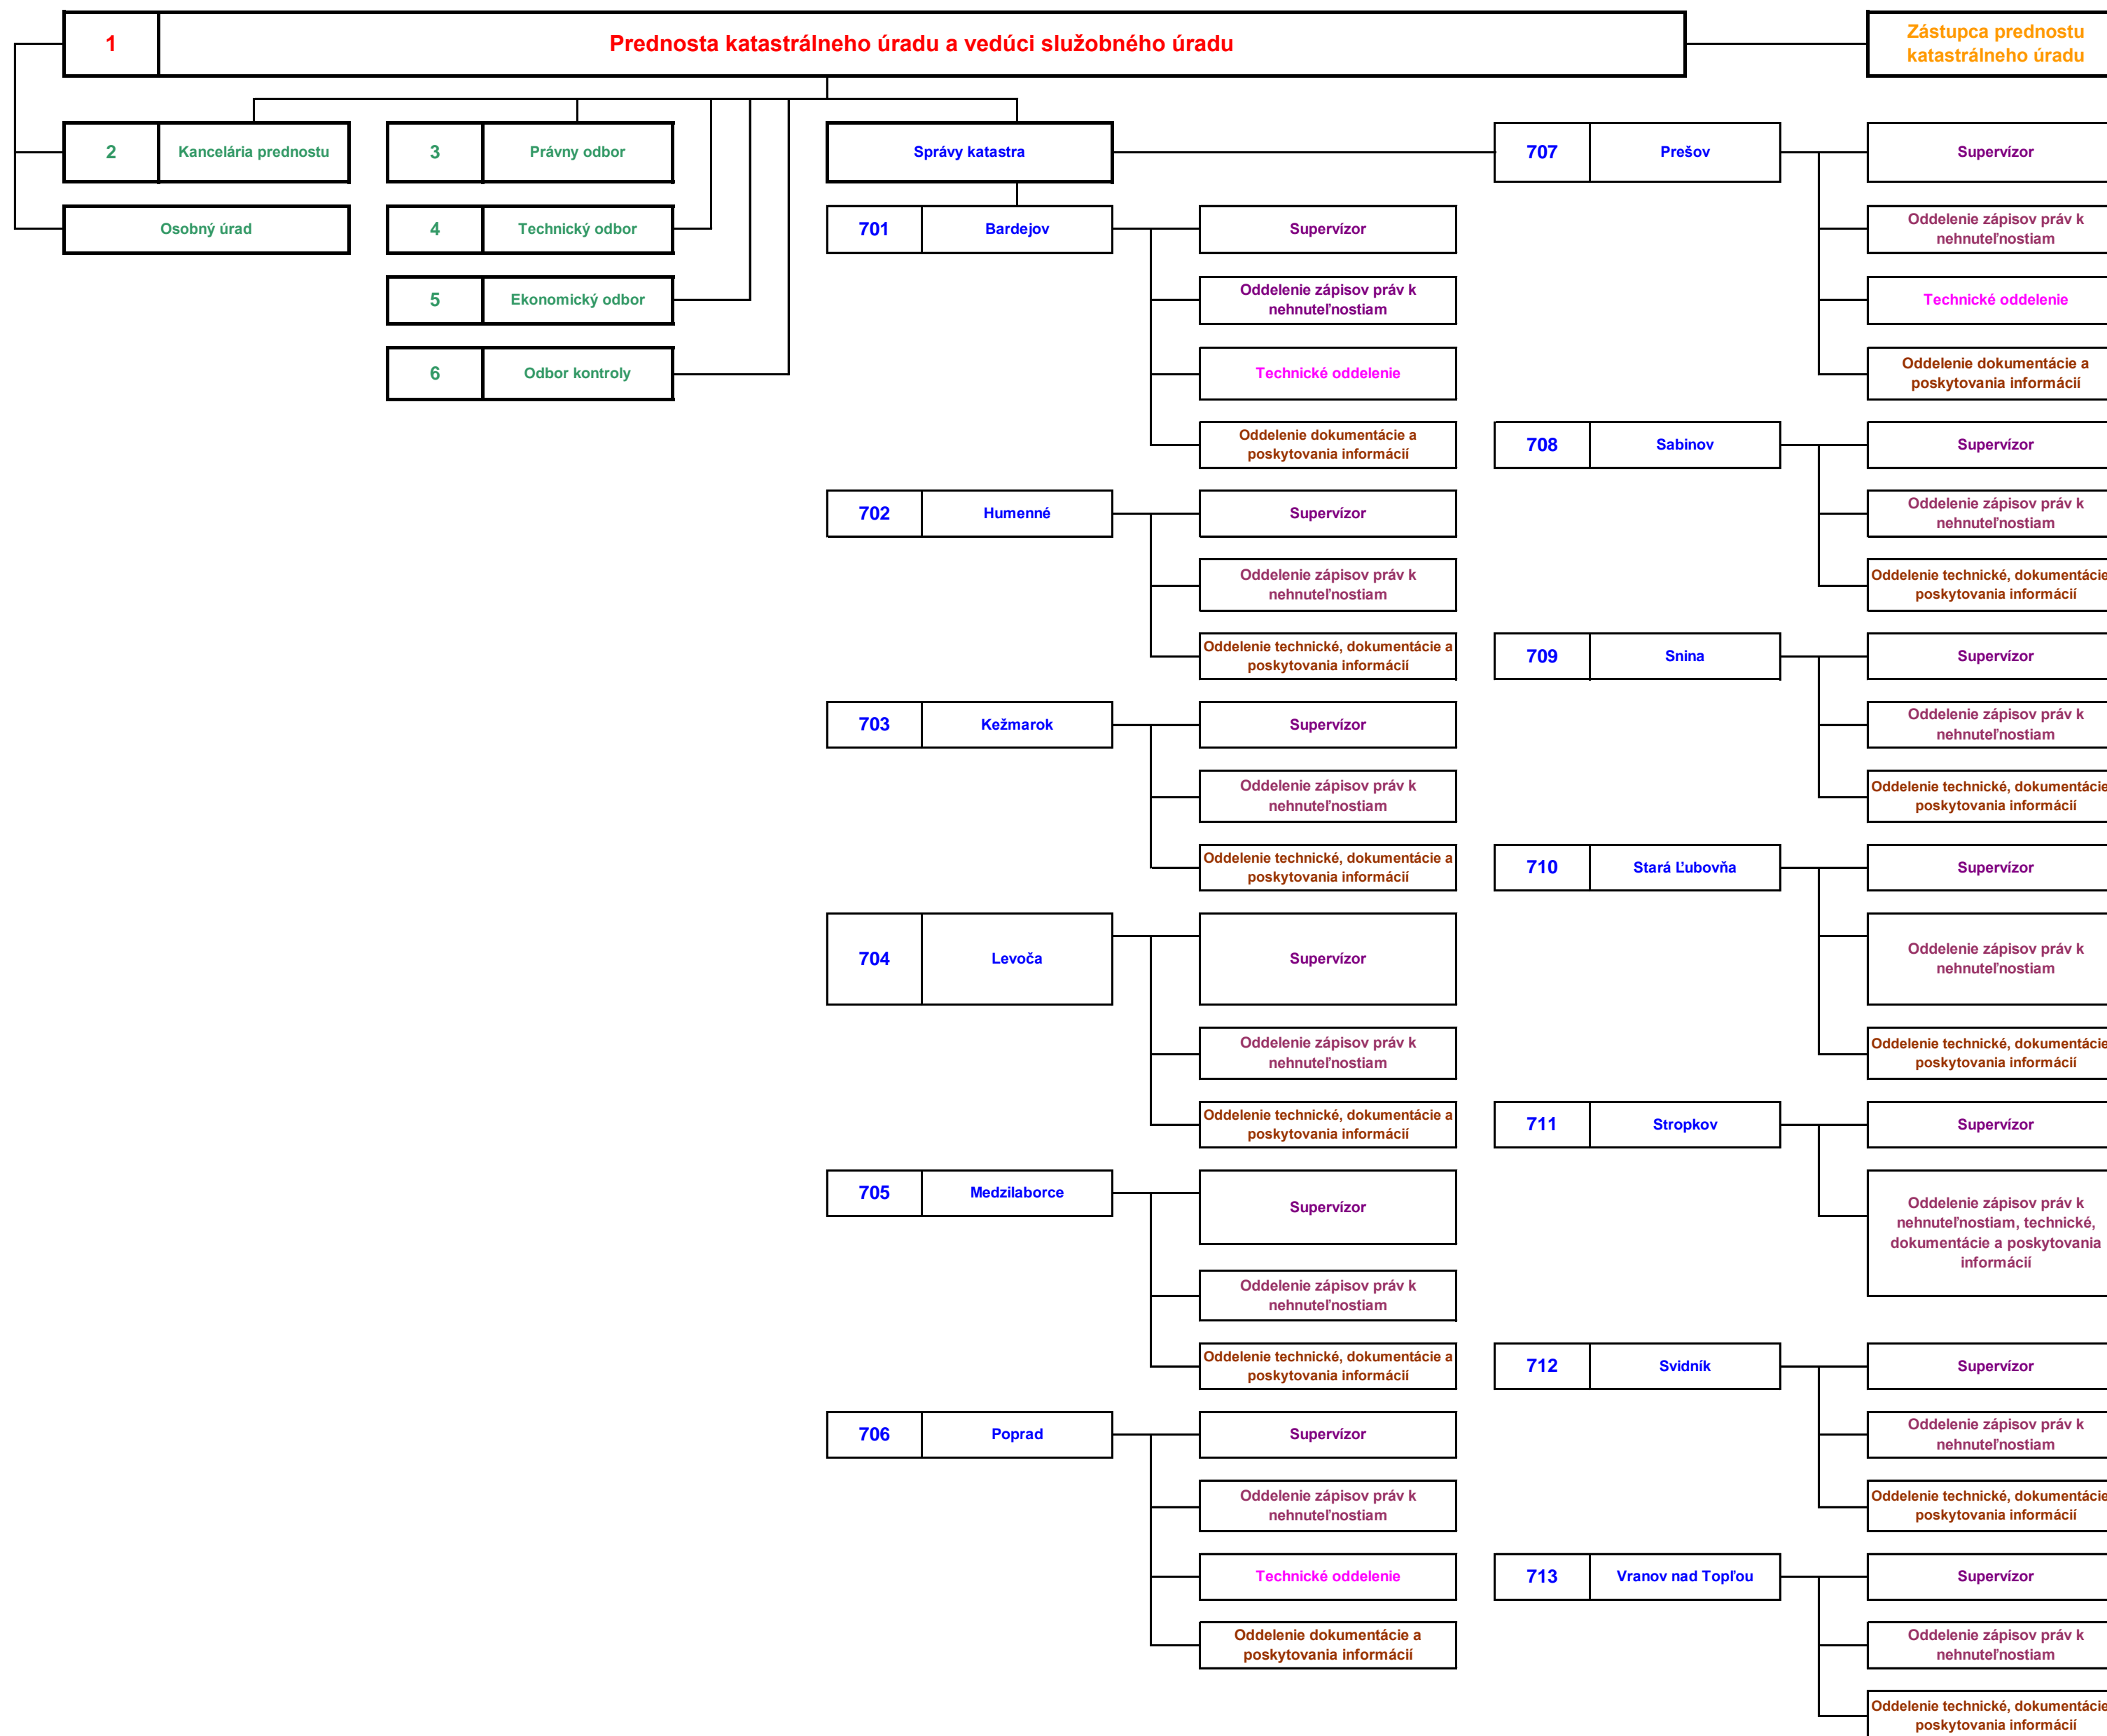 1
Prednosta katastrálneho úradu a vedúci služobného úradu
Zástupca prednostu
katastrálneho úradu
2
Kancelária prednostu
Osobný úrad
3
Právny odbor
4
Technický odbor
5
Ekonomický odbor
6
Odbor kontroly
Správy katastra
701
Bardejov
Supervízor
Oddelenie zápisov práv k
nehnuteľnostiam
Technické oddelenie
Oddelenie dokumentácie a
poskytovania informácií
702
Humenné
Supervízor
Oddelenie zápisov práv k
nehnuteľnostiam
Oddelenie technické, dokumentácie a
poskytovania informácií
703
Kežmarok
Supervízor
Oddelenie zápisov práv k
nehnuteľnostiam
Oddelenie technické, dokumentácie a
poskytovania informácií
704
Levoča
Supervízor
Oddelenie zápisov práv k
nehnuteľnostiam
Oddelenie technické, dokumentácie a
poskytovania informácií
705
Medzilaborce
Supervízor
Oddelenie zápisov práv k
nehnuteľnostiam
Oddelenie technické, dokumentácie a
poskytovania informácií
706
Poprad
Supervízor
Oddelenie zápisov práv k
nehnuteľnostiam
Technické oddelenie
Oddelenie dokumentácie a
poskytovania informácií
707
Prešov
Supervízor
Oddelenie zápisov práv k
nehnuteľnostiam
Technické oddelenie
Oddelenie dokumentácie a
poskytovania informácií
708
Sabinov
Supervízor
Oddelenie zápisov práv k
nehnuteľnostiam
Oddelenie technické, dokumentácie
poskytovania informácií
709
Snina
Supervízor
Oddelenie zápisov práv k
nehnuteľnostiam
Oddelenie technické, dokumentácie
poskytovania informácií
710
Stará Ľubovňa
Supervízor
Oddelenie zápisov práv k
nehnuteľnostiam
Oddelenie technické, dokumentácie
poskytovania informácií
711
Stropkov
Supervízor
Oddelenie zápisov práv k
nehnuteľnostiam, technické,
dokumentácie a poskytovania
informácií
712
Svidník
Supervízor
Oddelenie zápisov práv k
nehnuteľnostiam
Oddelenie technické, dokumentácie
poskytovania informácií
713
Vranov nad Topľou
Supervízor
Oddelenie zápisov práv k
nehnuteľnostiam
Oddelenie technické, dokumentácie
poskytovania informácií